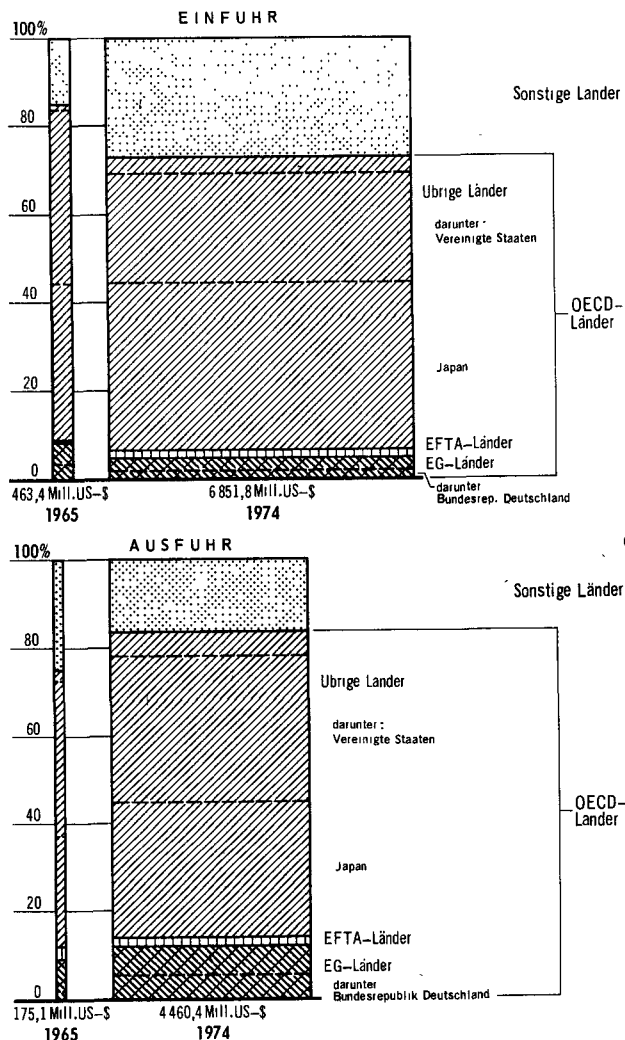 EINFUHR
100%
80
60
40
20
0
Sonstige Lander
Ubrige Länder
darunter:
Vereinigte Staaten
OECD-
Länder
Japan
EFTA-Länder
EG-Länder
darunter
Bundesrep. Deutschland
463,4 Mill. US-$
6 851,8 Mill. US-$
1965
1974
AUSFUHR
100%
80
60
40
20
0
Sonstige Länder
Ubrige Lander
darunter:
Vereinigte Staaten
OECD-
Lander
Japan
EFTA-Länder
EG-Länder
darunter
Bundesrepublik Deutschland
175,1 Mill. US-$
4 460,4 Mill. US-$
1965
1974